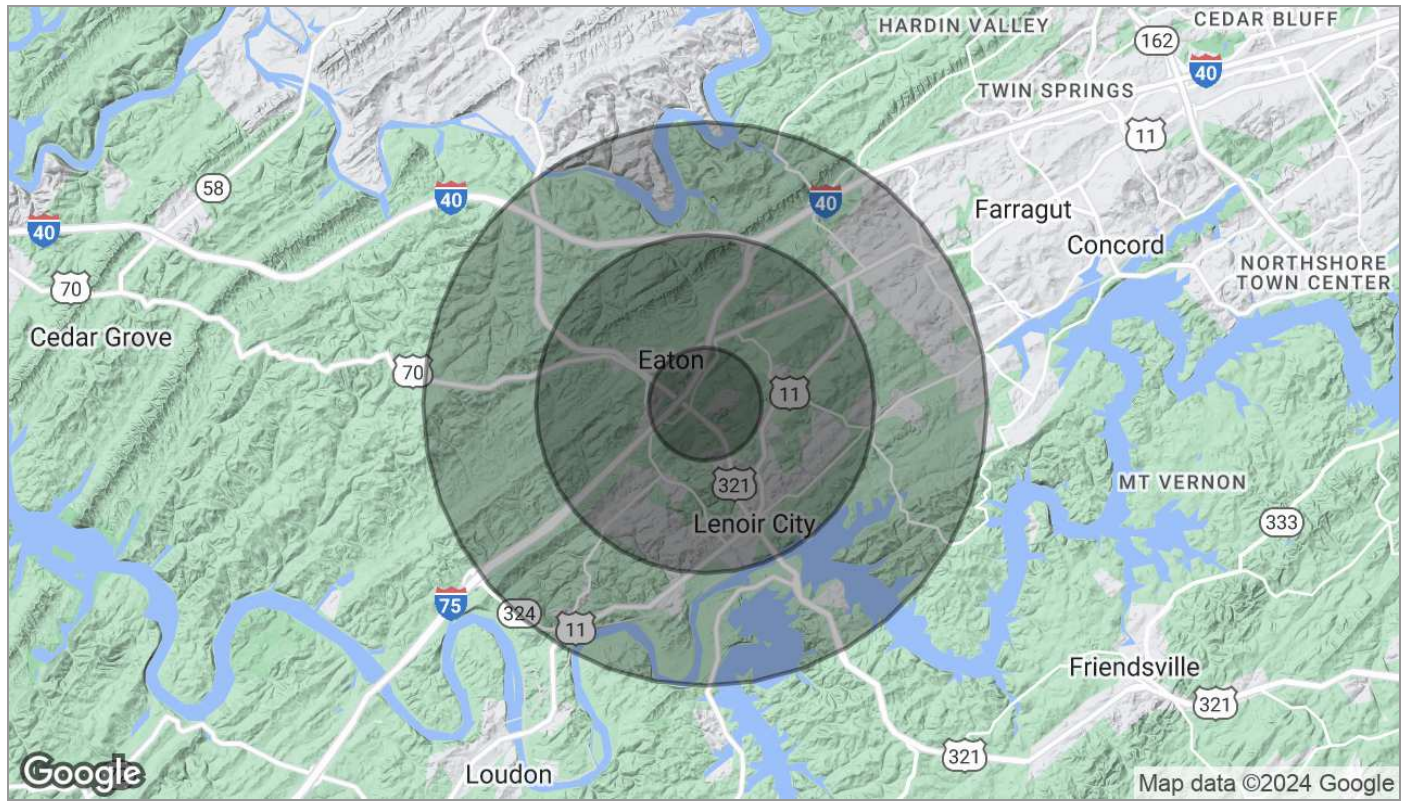 HARDIN VALLEY
CEDAR BLUFF
162
40
TWIN SPRINGS
11
58
40
40
40
Farragut
Concord
70
NORTHSHORE
TOWN CENTER
Cedar Grove
Eaton
70
11
321
MT VERNON
Lenoir City
333
75
324
11
Friendsville
321
321
Loudon
Google
Map data ©2024 Google